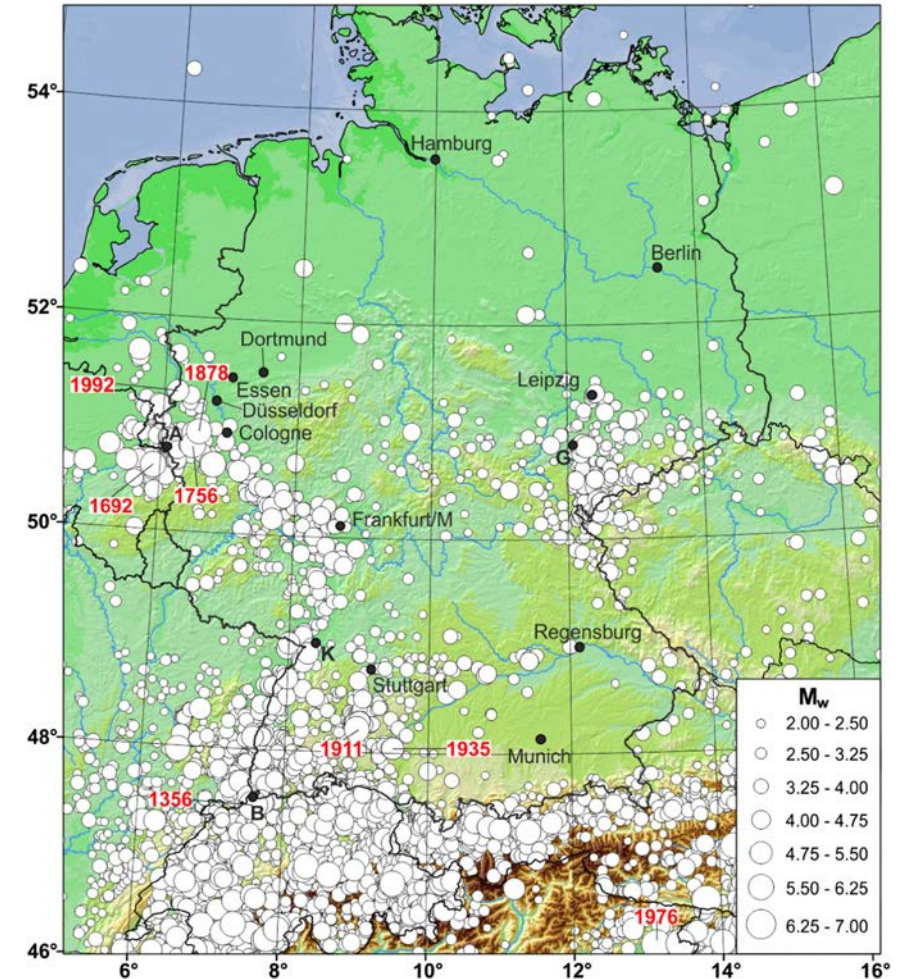 54°
Hamburg
Berlin
52°
Dortmund
1878
1992
Essen
Leipzig
Düsseldorf
A
Cologne
G
1692
1756
50°
Frankfurt/M
Regensburg
K
Stuttgart
48°
1911
1935
Munich
1356
B
1976
46°
6°
8°
10°
12°
14°
16°
Mw
2.00 - 2.50
2.50 - 3.25
3.25 - 4.00
4.00 - 4.75
4.75 - 5.50
5.50 - 6.25
6.25 - 7.00